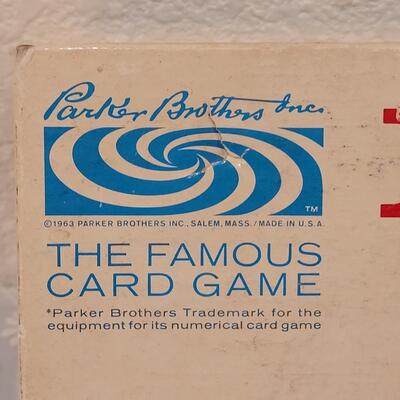 Parker Brothers Inc.
TM
©1963 PARKER BROTHERS INC., SALEM, MASS. / MADE IN U.S.A.
THE FAMOUS
CARD GAME
*Parker Brothers Trademark for the
equipment for its numerical card game